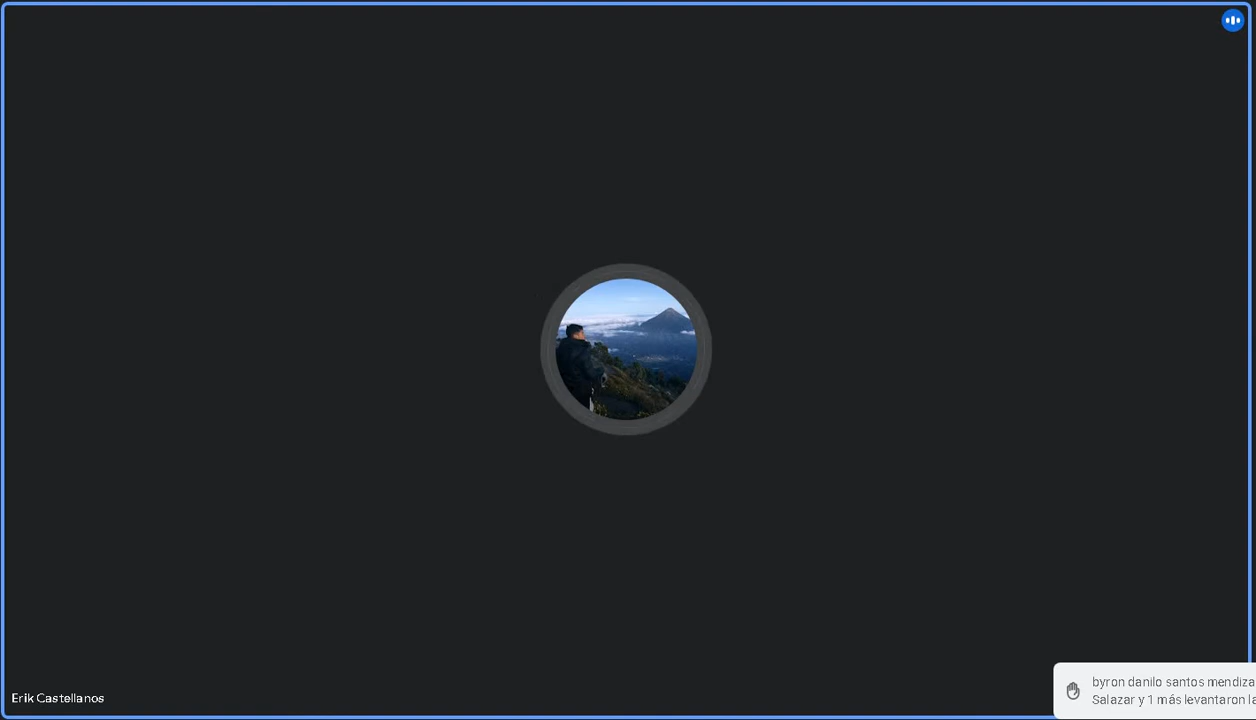 Erik Castellanos
byron danilo santos mendiza
Salazar y 1 más levantaron la